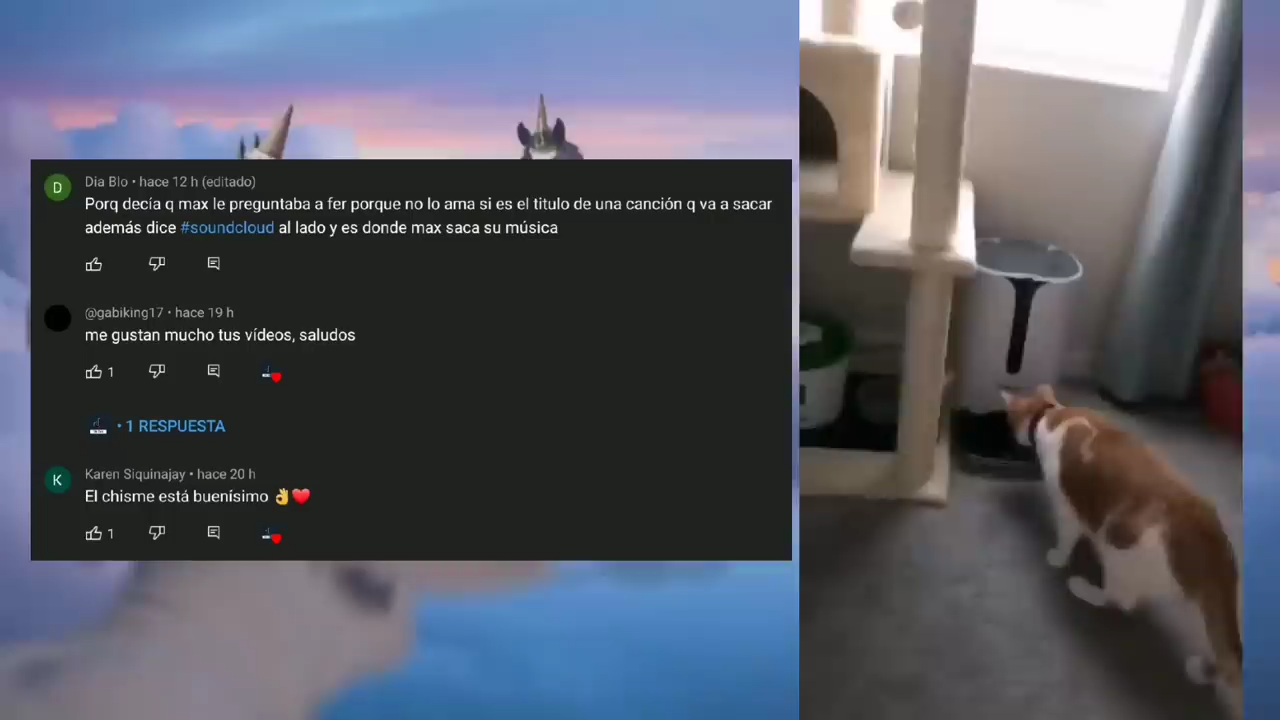 D
Dia Blo • hace 12 h (editado)
Porq decía q max le preguntaba a fer porque no lo ama si es el titulo de una canción q va a sacar
además dice #soundcloud al lado y es donde max saca su música
@gabiking17 • hace 19 h
me gustan mucho tus vídeos, saludos
1
• 1 RESPUESTA
K
Karen Siquinajay • hace 20 h
El chisme está buenísimo 👌❤️
1